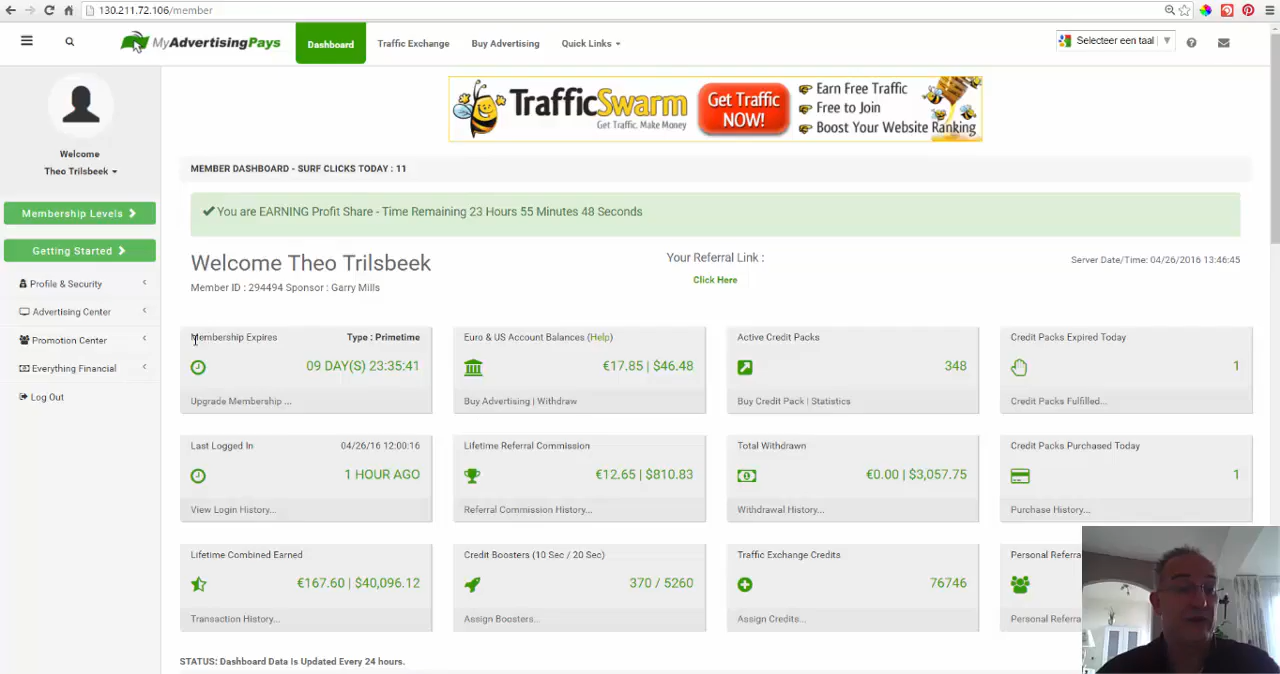 130.211.72.106/member
MyAdvertisingPays
Dashboard
Traffic Exchange
Buy Advertising
Quick Links
Selecteer een taal
TrafficSwarm
Get Traffic. Make Money
Get Traffic
NOW!
Earn Free Traffic
Free to Join
Boost Your Website Ranking
Welcome
Theo Trilsbeek
Membership Levels
Getting Started
Profile & Security
Advertising Center
Promotion Center
Everything Financial
Log Out
MEMBER DASHBOARD - SURF CLICKS TODAY : 11
You are EARNING Profit Share - Time Remaining 23 Hours 55 Minutes 48 Seconds
Welcome Theo Trilsbeek
Member ID : 294494 Sponsor : Garry Mills
Your Referral Link :
Click Here
Server Date/Time: 04/26/2016 13:46:45
Membership Expires Type : Primetime
09 DAY(S) 23:35:41
Upgrade Membership ...
Euro & US Account Balances (Help)
€17.85 | $46.48
Buy Advertising | Withdraw
Active Credit Packs
348
Buy Credit Pack | Statistics
Credit Packs Expired Today
1
Credit Packs Fulfilled...
Last Logged In 04/26/16 12:00:16
1 HOUR AGO
View Login History...
Lifetime Referral Commission
€12.65 | $810.83
Referral Commission History...
Total Withdrawn
€0.00 | $3,057.75
Withdrawal History...
Credit Packs Purchased Today
1
Purchase History...
Lifetime Combined Earned
€167.60 | $40,096.12
Transaction History...
Credit Boosters (10 Sec / 20 Sec)
370 / 5260
Assign Boosters...
Traffic Exchange Credits
76746
Assign Credits...
Personal Referra
Personal Referra
STATUS: Dashboard Data Is Updated Every 24 hours.